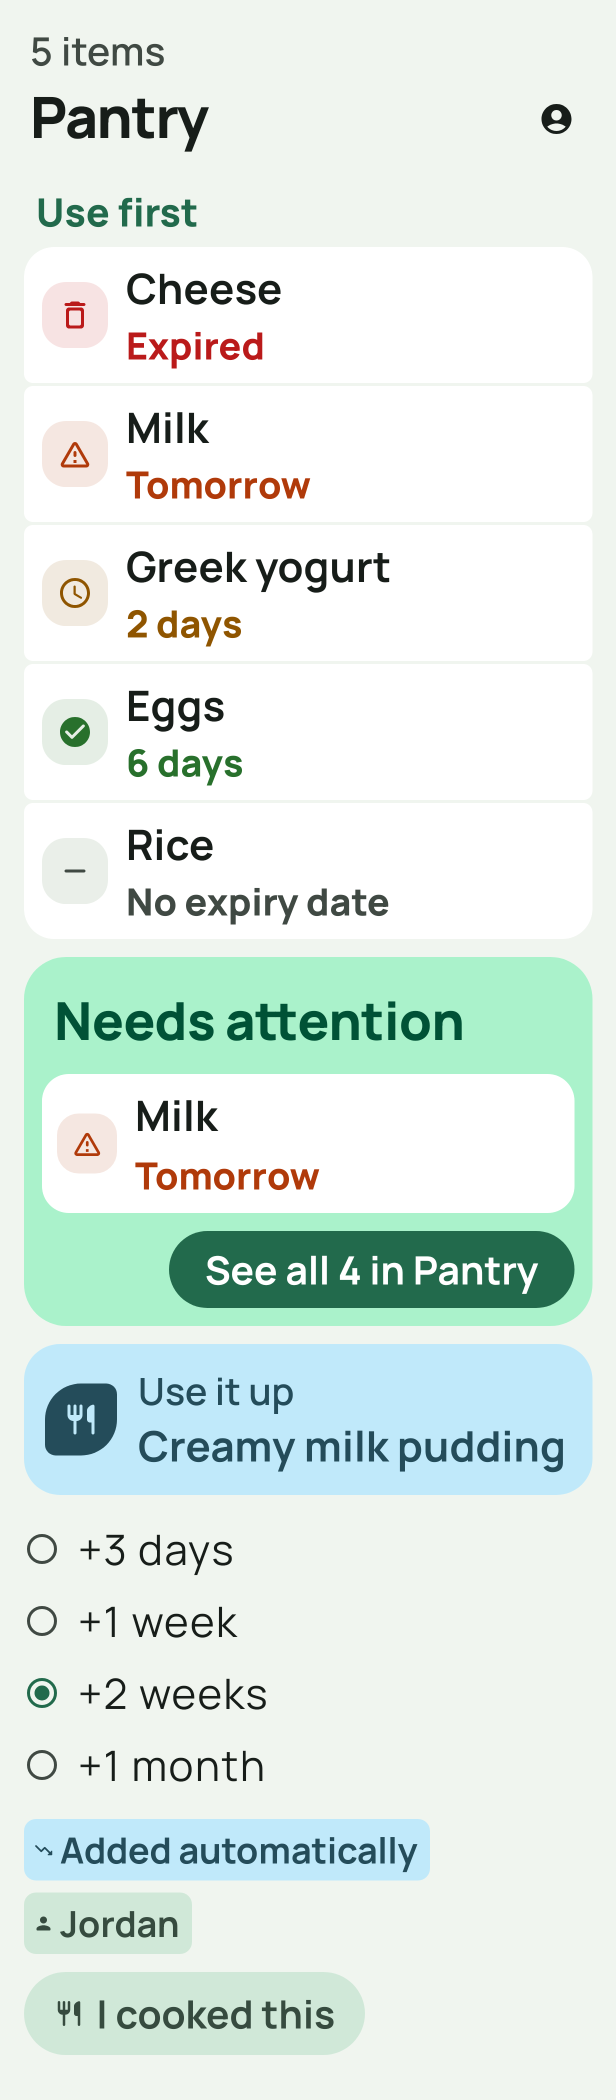 5 items
Pantry
Use first
Cheese
Expired
Milk
Tomorrow
Greek yogurt
2 days
Eggs
6 days
Rice
No expiry date
Needs attention
Milk
Tomorrow
See all 4 in Pantry
Use it up
Creamy milk pudding
+3 days
+1 week
+2 weeks
+1 month
Added automatically
Jordan
I cooked this